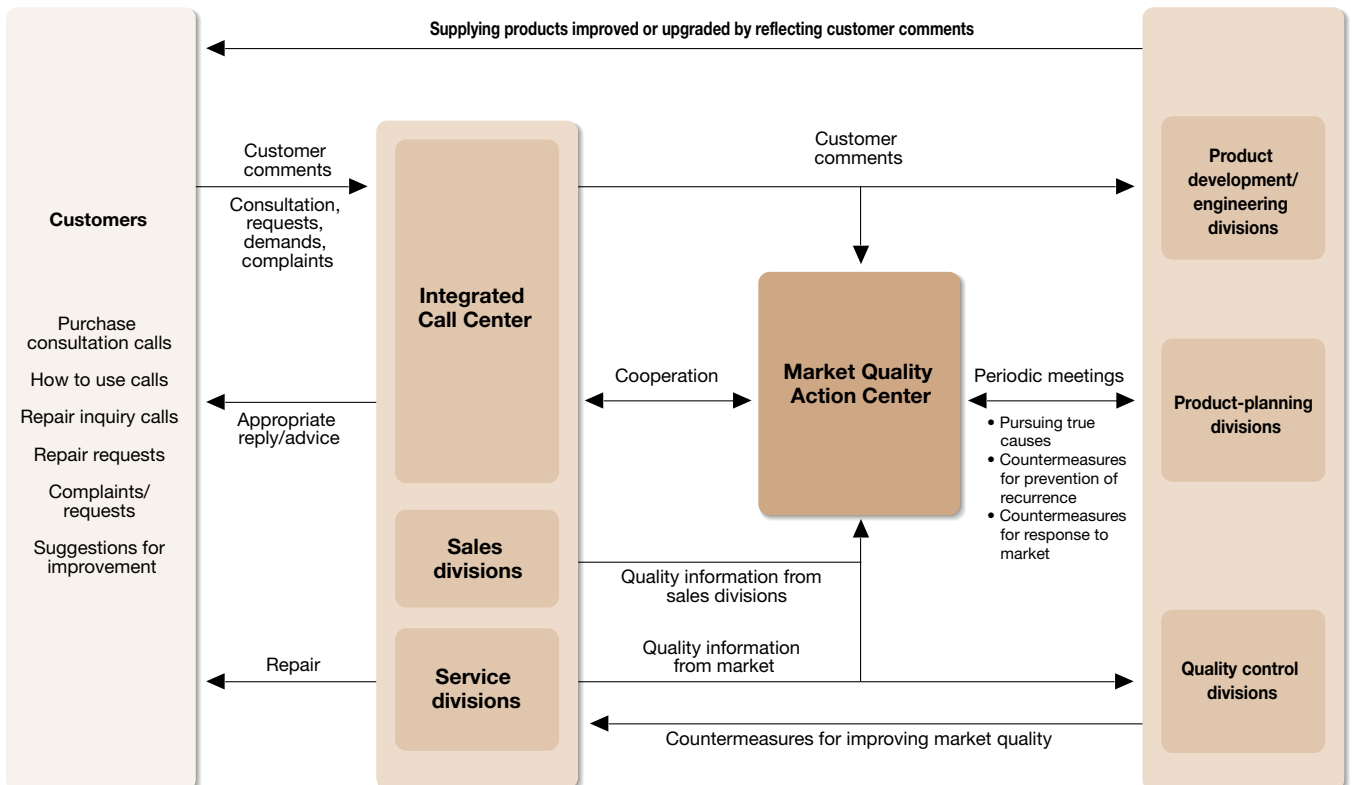 Supplying products improved or upgraded by reflecting customer comments
Customers
Purchase
consultation calls
How to use calls
Repair inquiry calls
Repair requests
Complaints/
requests
Suggestions for
improvement
Customer
comments
Consultation,
requests,
demands,
complaints
Appropriate
reply/advice
Repair
Integrated
Call Center
Sales
divisions
Service
divisions
Customer
comments
Cooperation
Market Quality
Action Center
Quality information from
sales divisions
Quality information
from market
Countermeasures for improving market quality
Periodic meetings
• Pursuing true
causes
• Countermeasures
for prevention of
recurrence
• Countermeasures
for response to
market
Product
development/
engineering
divisions
Product-planning
divisions
Quality control
divisions